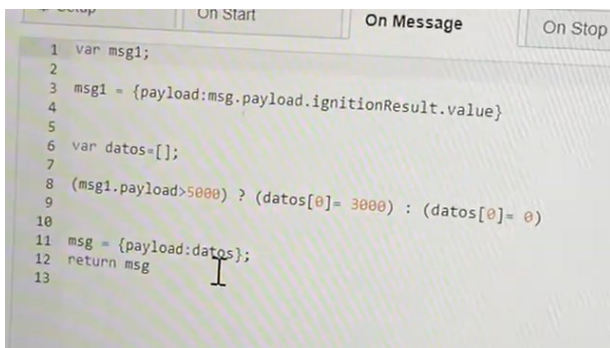 Setup
On Start
On Message
On Stop
1 var msg1;
2
3 msg1 = {payload:msg.payload.ignitionResult.value}
4
5
6 var datos=[];
7
8 (msg1.payload>5000) ? (datos[0]= 3000) : (datos[0]= 0)
9
10
11 msg = {payload:datos};
12 return msg
13